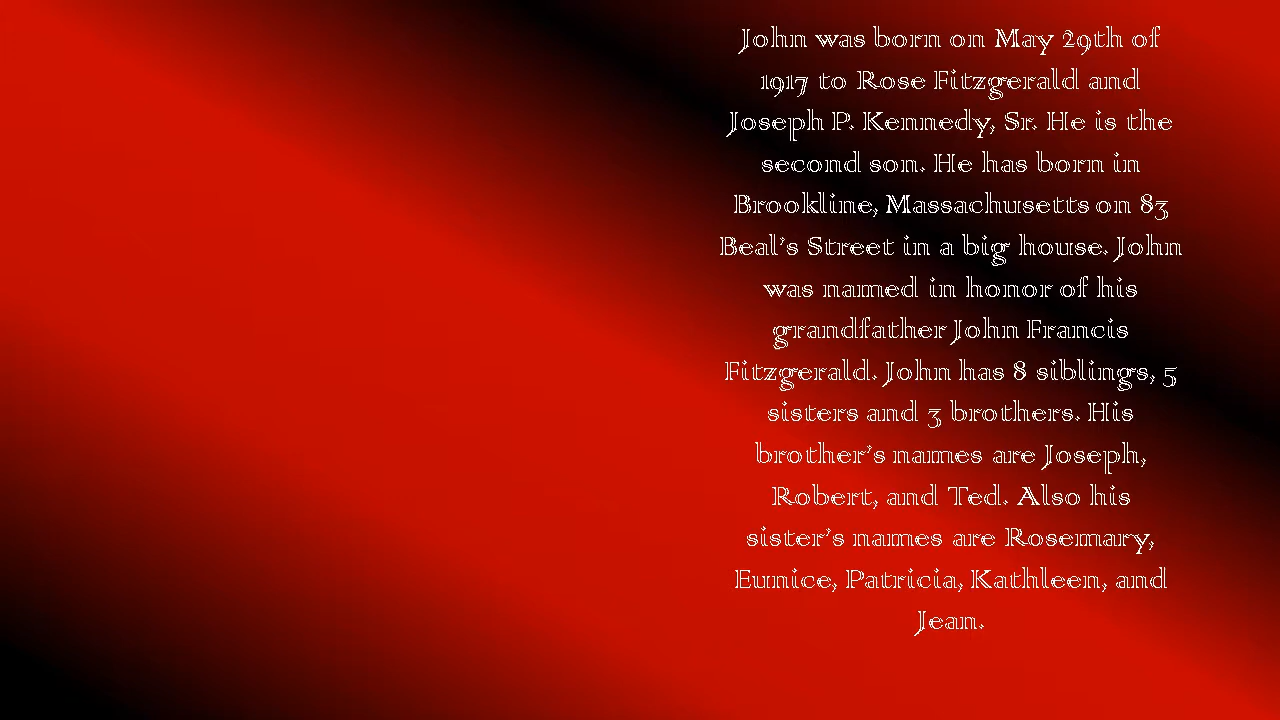 John was born on May 29th of
1917 to Rose Fitzgerald and
Joseph P. Kennedy, Sr. He is the
second son. He has born in
Brookline, Massachusetts on 83
Beal's Street in a big house. John
was named in honor of his
grandfather John Francis
Fitzgerald. John has 8 siblings, 5
sisters and 3 brothers. His
brother's names are Joseph,
Robert, and Ted. Also his
sister's names are Rosemary,
Eunice, Patricia, Kathleen, and
Jean.